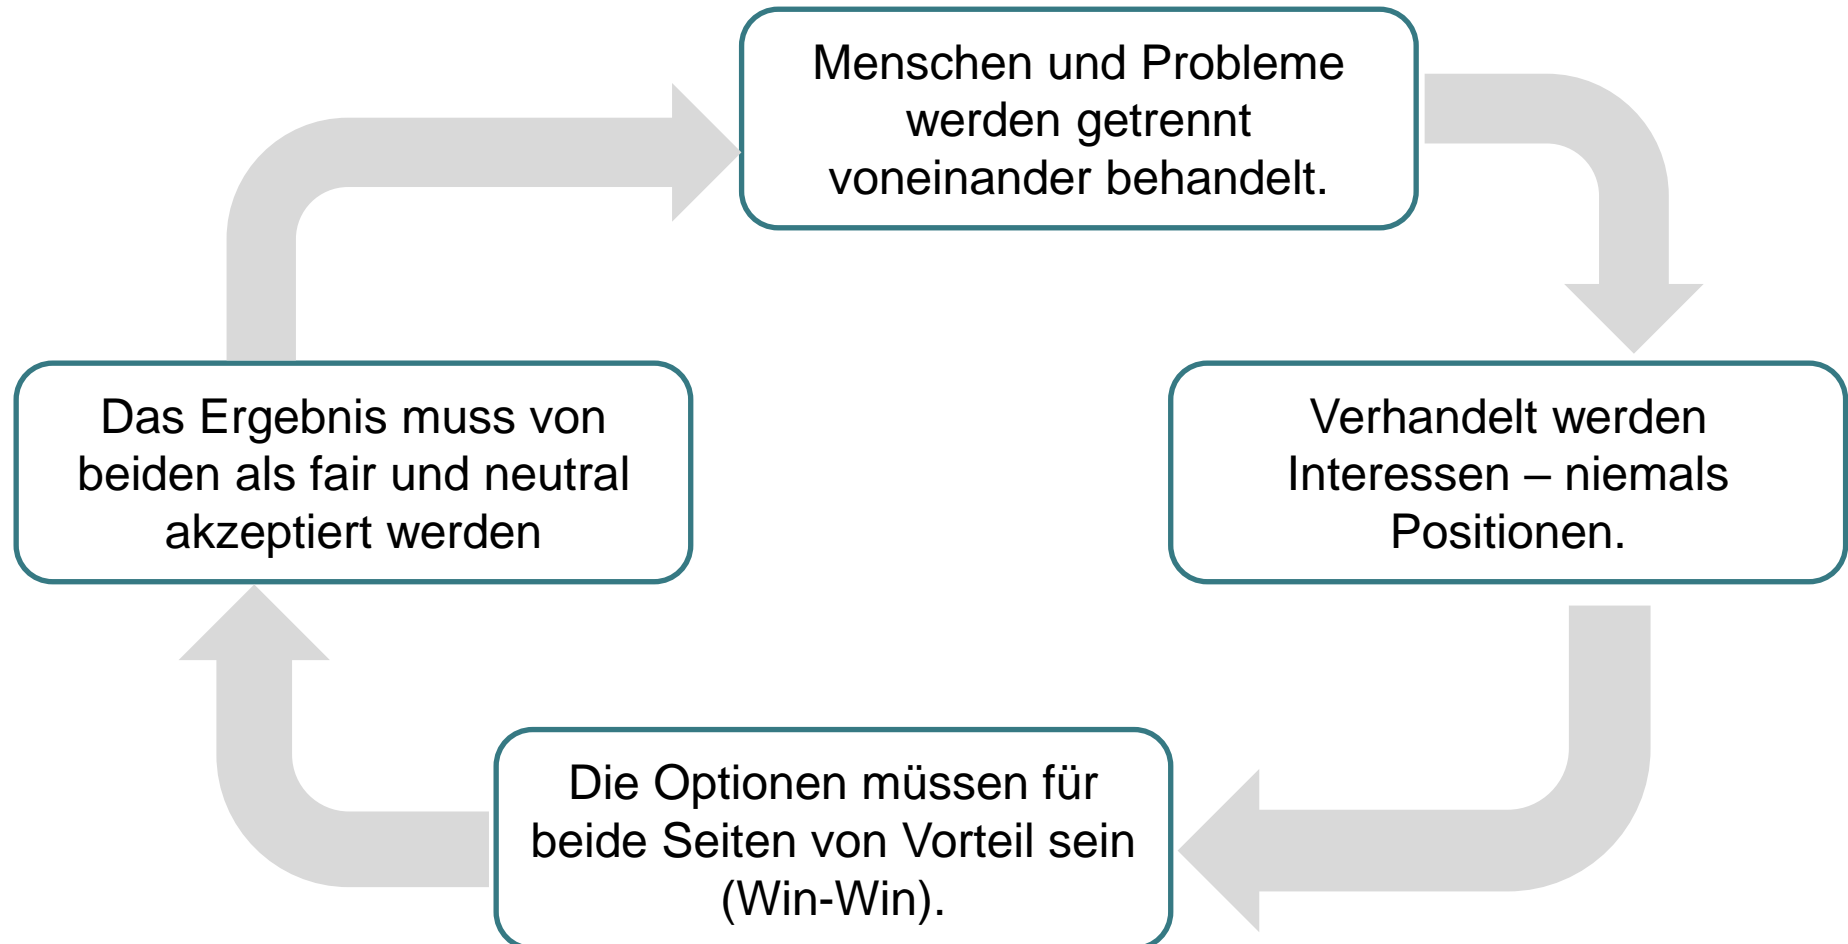 Menschen und Probleme
werden getrennt
voneinander behandelt.
Verhandelt werden
Interessen – niemals
Positionen.
Die Optionen müssen für
beide Seiten von Vorteil sein
(Win-Win).
Das Ergebnis muss von
beiden als fair und neutral
akzeptiert werden